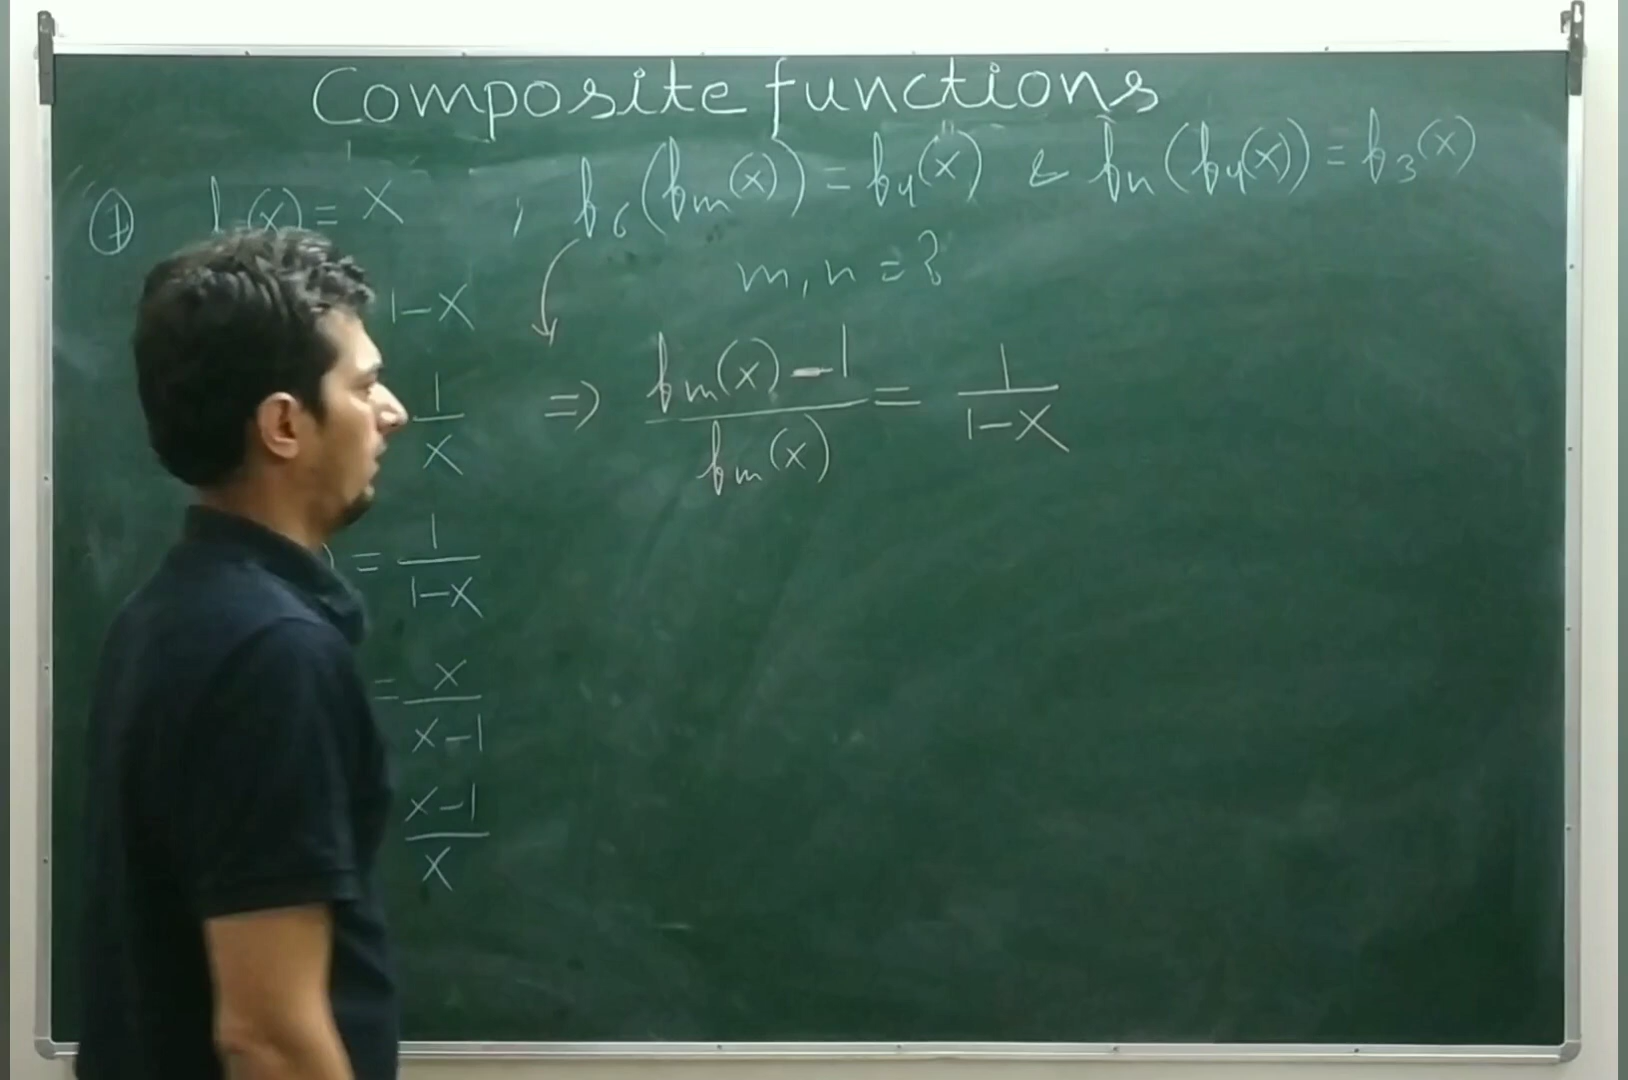 Composite functions
① f (x) = x , f₆(fₘ(x)) = f₄(x) & fₙ(f₄(x)) = f₃(x)
m, n = ?
1-x
1/x ⇒ (fₘ(x) - 1)/(fₘ(x)) = 1/(1-x)
) = 1/(1-x)
= x/(x-1)
(x-1)/x